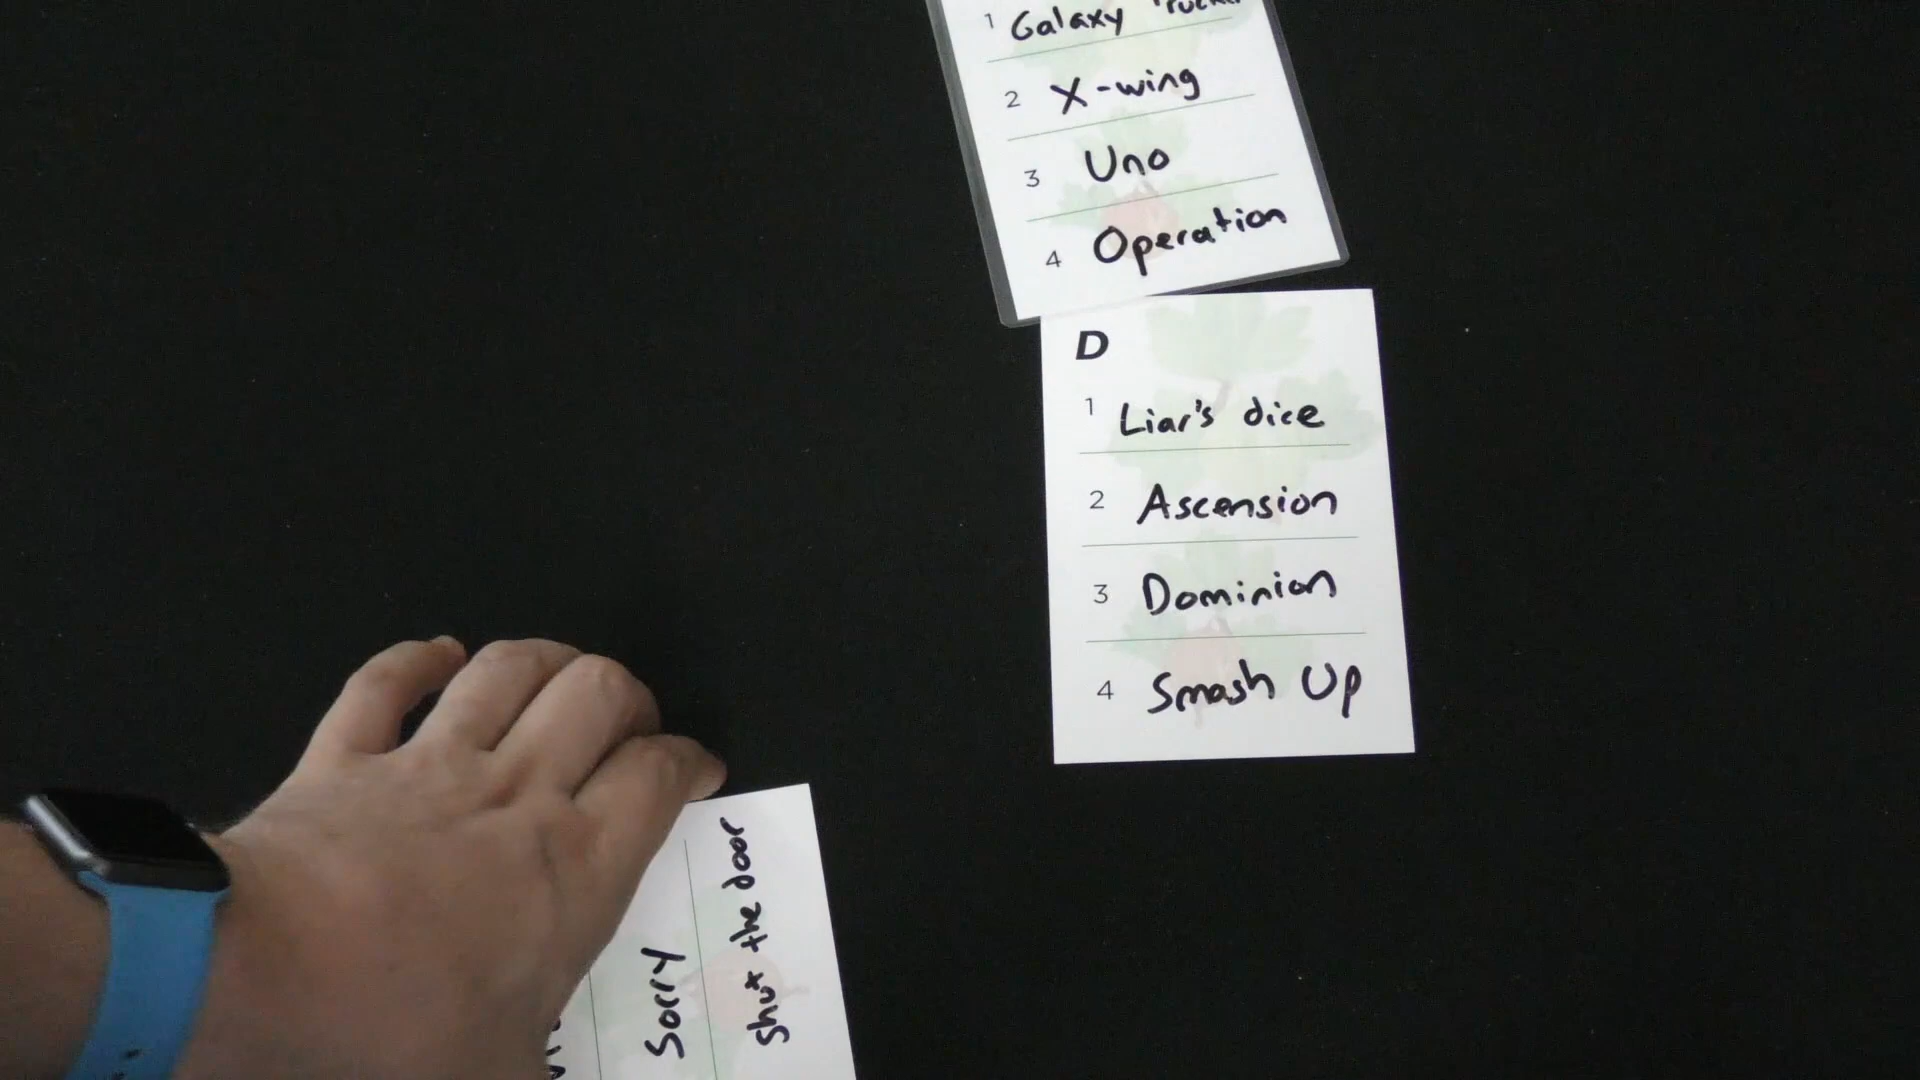 1 Galaxy
2 X-wing
3 Uno
4 Operation
D
1 Liar's dice
2 Ascension
3 Dominion
4 Smash Up
Sorry
Shut the door